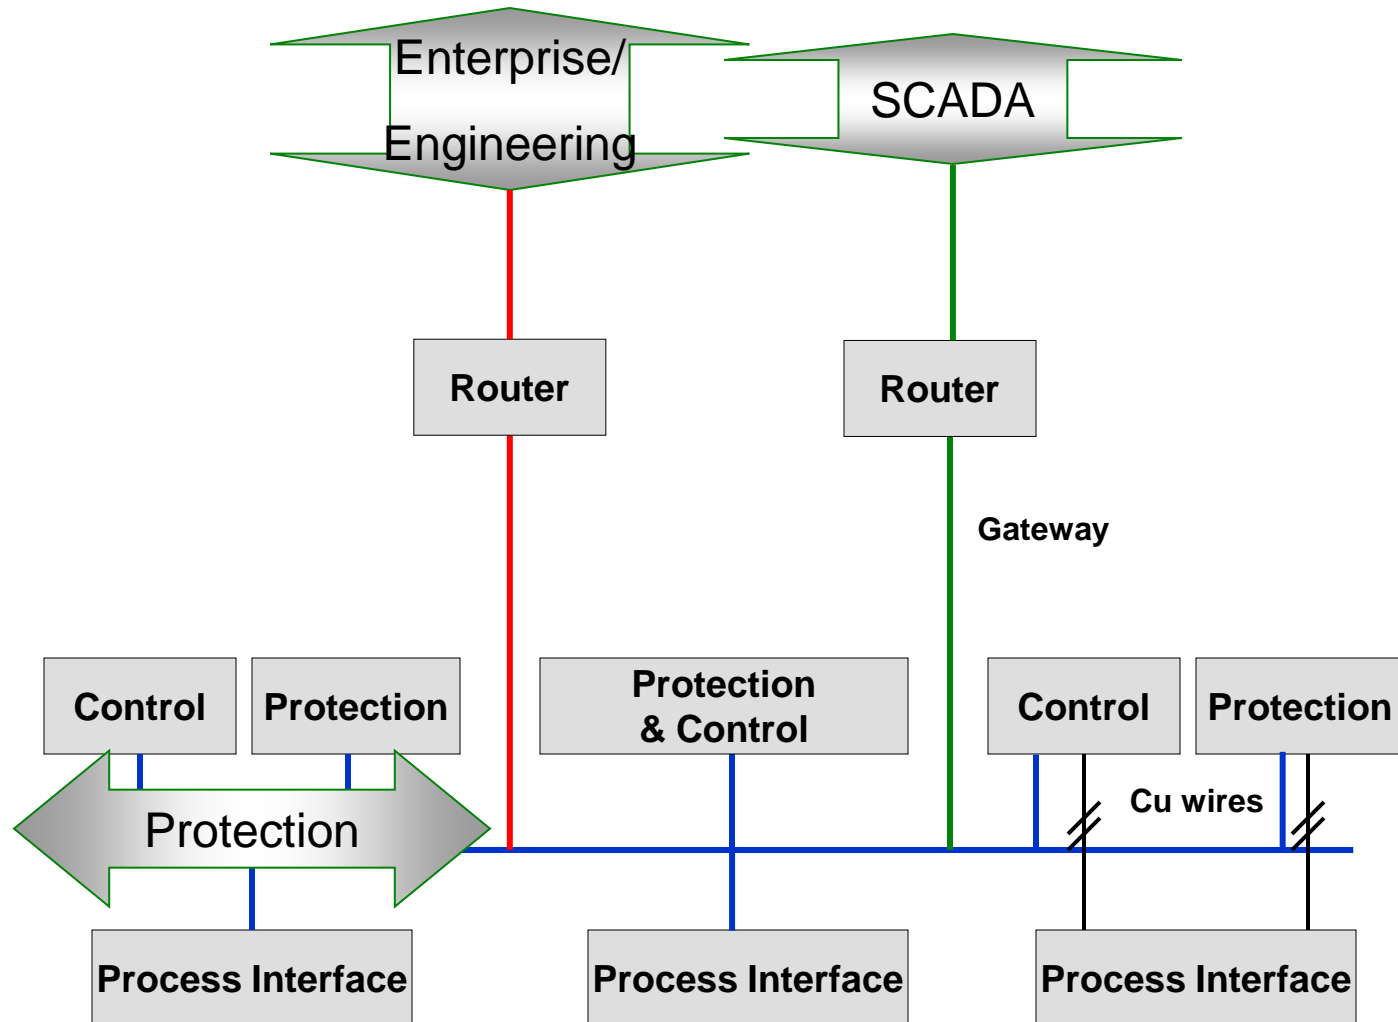 Enterprise/
Engineering
SCADA
Router
Router
Gateway
Control
Protection
Protection
& Control
Control
Protection
Cu wires
Protection
Process Interface
Process Interface
Process Interface